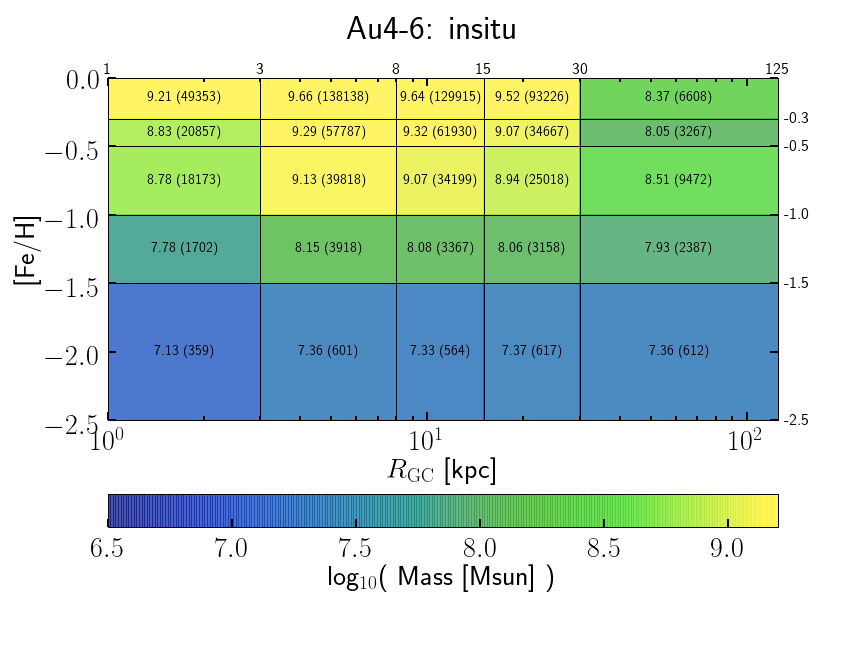 Au4-6: insitu
1 3 8 15 30 125
0.0
9.21 (49353) 9.66 (138138) 9.64 (129915) 9.52 (93226) 8.37 (6608)
-0.3
8.83 (20857) 9.29 (57787) 9.32 (61930) 9.07 (34667) 8.05 (3267)
−0.5 -0.5
8.78 (18173) 9.13 (39818) 9.07 (34199) 8.94 (25018) 8.51 (9472)
−1.0 -1.0
[Fe/H]
7.78 (1702) 8.15 (3918) 8.08 (3367) 8.06 (3158) 7.93 (2387)
−1.5 -1.5
7.13 (359) 7.36 (601) 7.33 (564) 7.37 (617) 7.36 (612)
−2.0
−2.5 -2.5
10⁰ 10¹ 10²
R_GC [kpc]
6.5 7.0 7.5 8.0 8.5 9.0
log₁₀( Mass [Msun] )